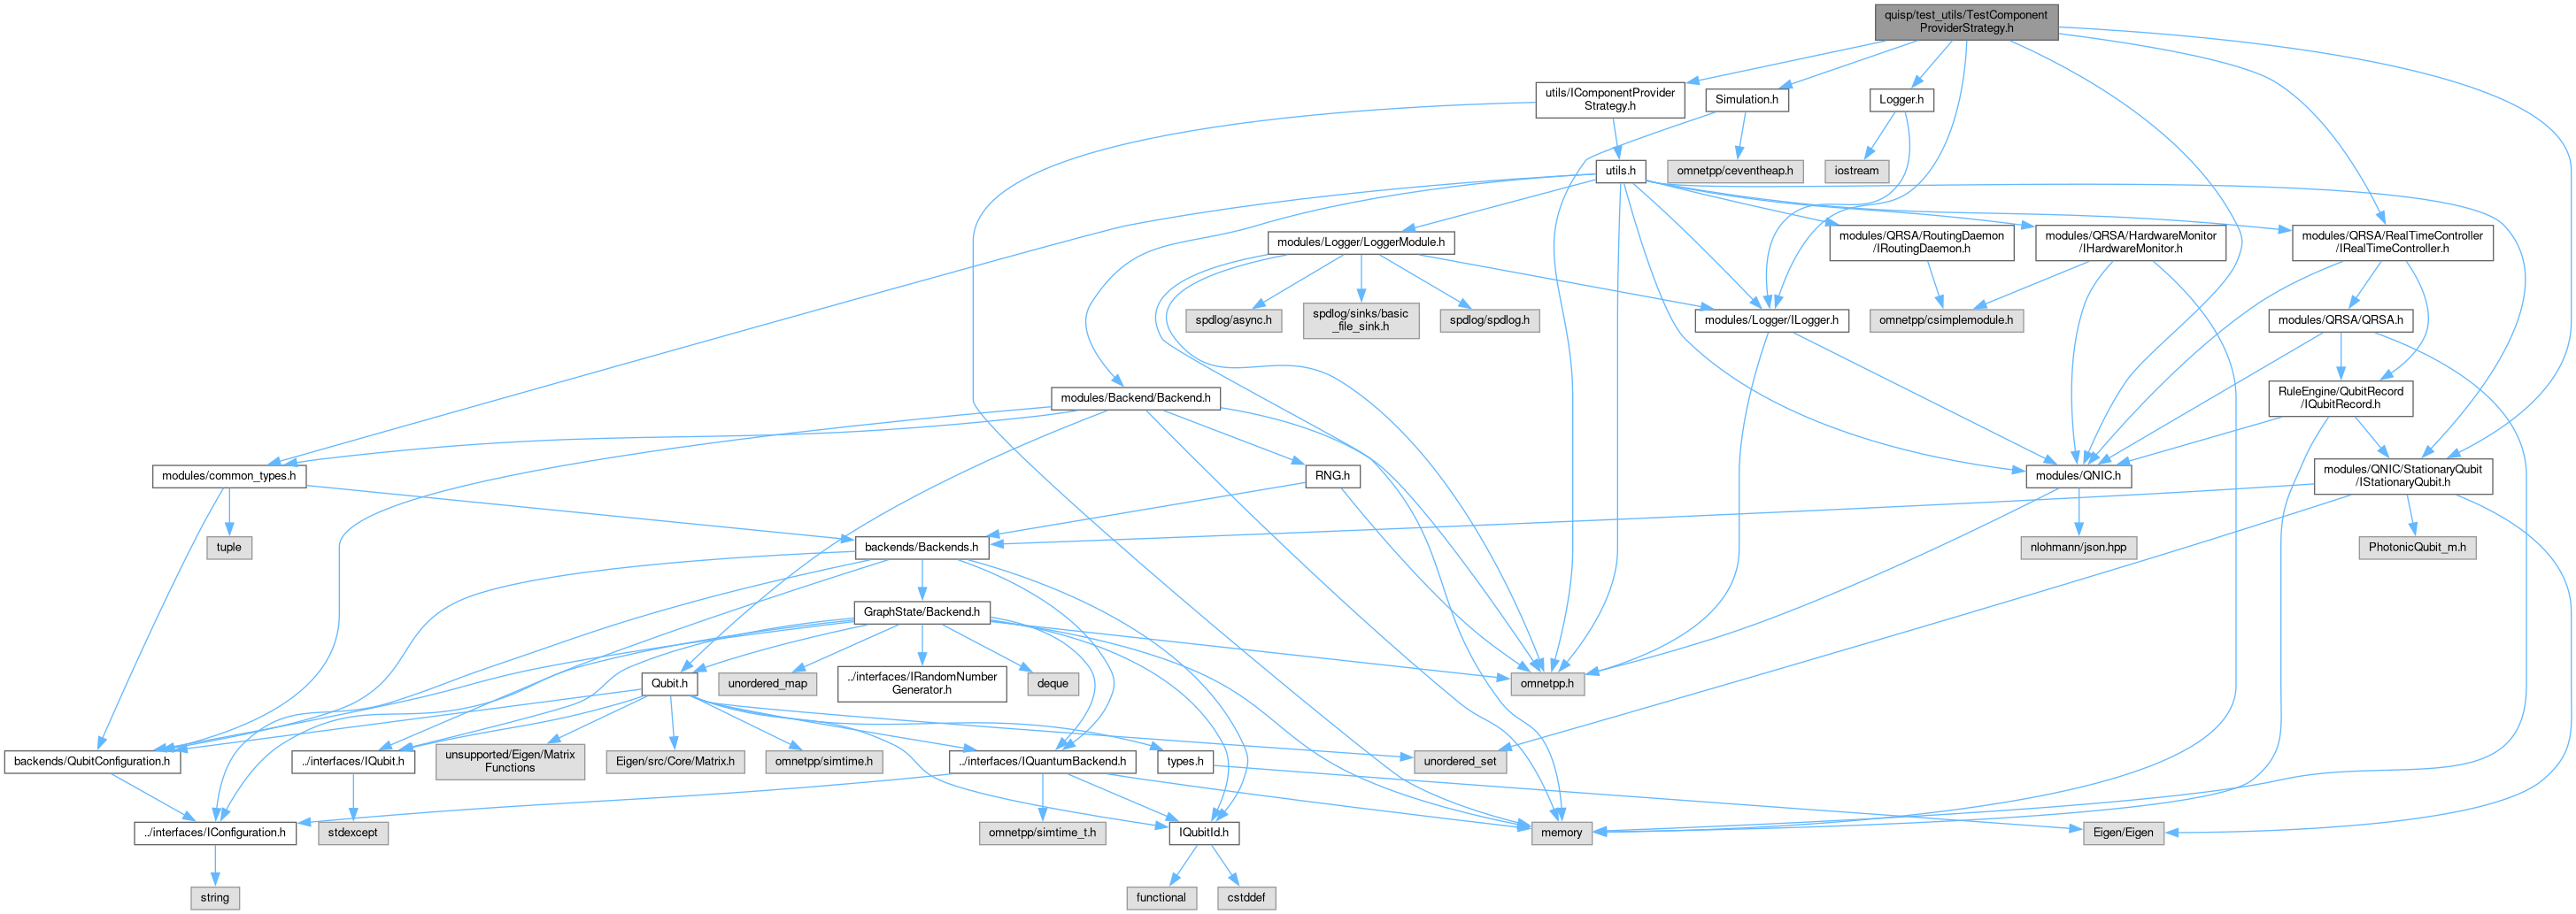 quisp/test_utils/TestComponent
ProviderStrategy.h
utils/IComponentProvider
Strategy.h
Simulation.h
Logger.h
utils.h
omnetpp/ceventheap.h
iostream
modules/Logger/LoggerModule.h
modules/QRSA/RoutingDaemon
/IRoutingDaemon.h
modules/QRSA/HardwareMonitor
/IHardwareMonitor.h
modules/QRSA/RealTimeController
/IRealTimeController.h
spdlog/async.h
spdlog/sinks/basic
_file_sink.h
spdlog/spdlog.h
modules/Logger/ILogger.h
omnetpp/csimplemodule.h
modules/QRSA/QRSA.h
modules/Backend/Backend.h
RuleEngine/QubitRecord
/IQubitRecord.h
modules/common_types.h
RNG.h
modules/QNIC.h
modules/QNIC/StationaryQubit
/IStationaryQubit.h
tuple
backends/Backends.h
nlohmann/json.hpp
PhotonicQubit_m.h
GraphState/Backend.h
Qubit.h
unordered_map
../interfaces/IRandomNumber
Generator.h
deque
omnetpp.h
backends/QubitConfiguration.h
../interfaces/IQubit.h
unsupported/Eigen/Matrix
Functions
Eigen/src/Core/Matrix.h
omnetpp/simtime.h
../interfaces/IQuantumBackend.h
types.h
unordered_set
../interfaces/IConfiguration.h
stdexcept
omnetpp/simtime_t.h
IQubitId.h
memory
Eigen/Eigen
string
functional
cstddef